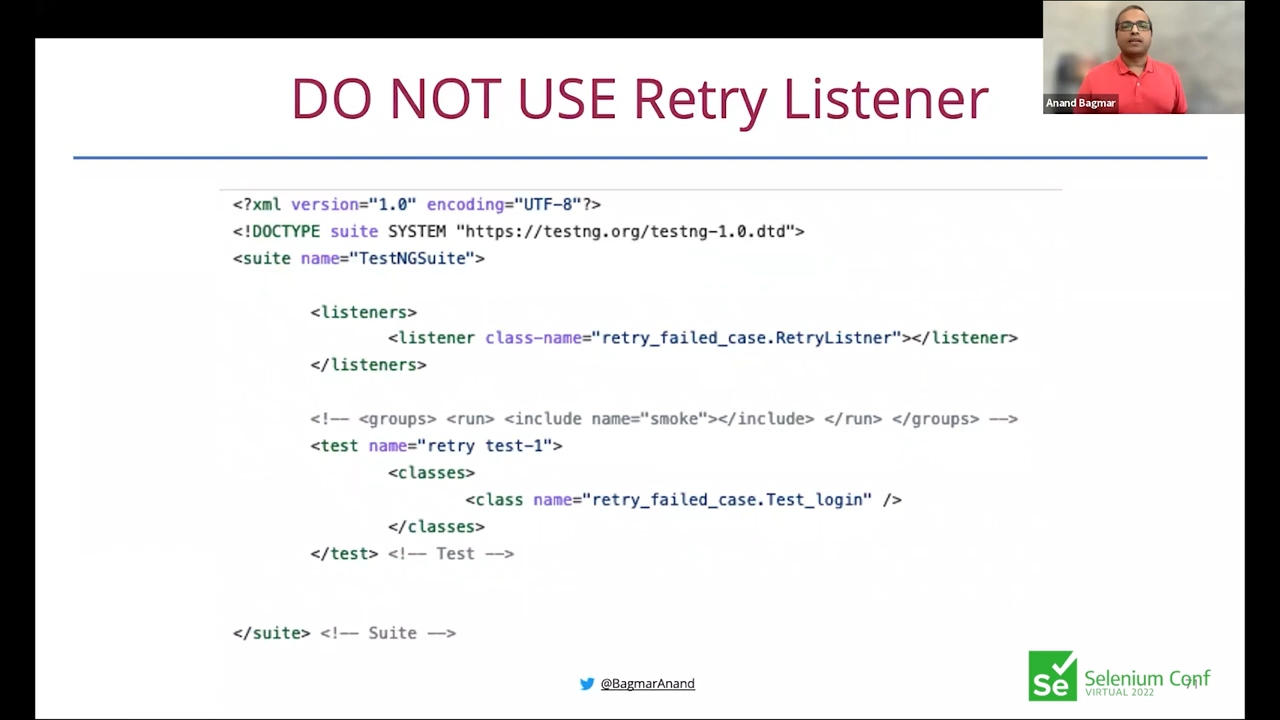 DO NOT USE Retry Listener
Anand Bagmar
<?xml version="1.0" encoding="UTF-8"?>
<!DOCTYPE suite SYSTEM "https://testng.org/testng-1.0.dtd">
<suite name="TestNGSuite">
<listeners>
<listener class-name="retry_failed_case.RetryListner"></listener>
</listeners>
<!-- <groups> <run> <include name="smoke"></include> </run> </groups> -->
<test name="retry test-1">
<classes>
<class name="retry_failed_case.Test_login" />
</classes>
</test> <!-- Test -->
</suite> <!-- Suite -->
@BagmarAnand
Se
Selenium Conf
VIRTUAL 2022